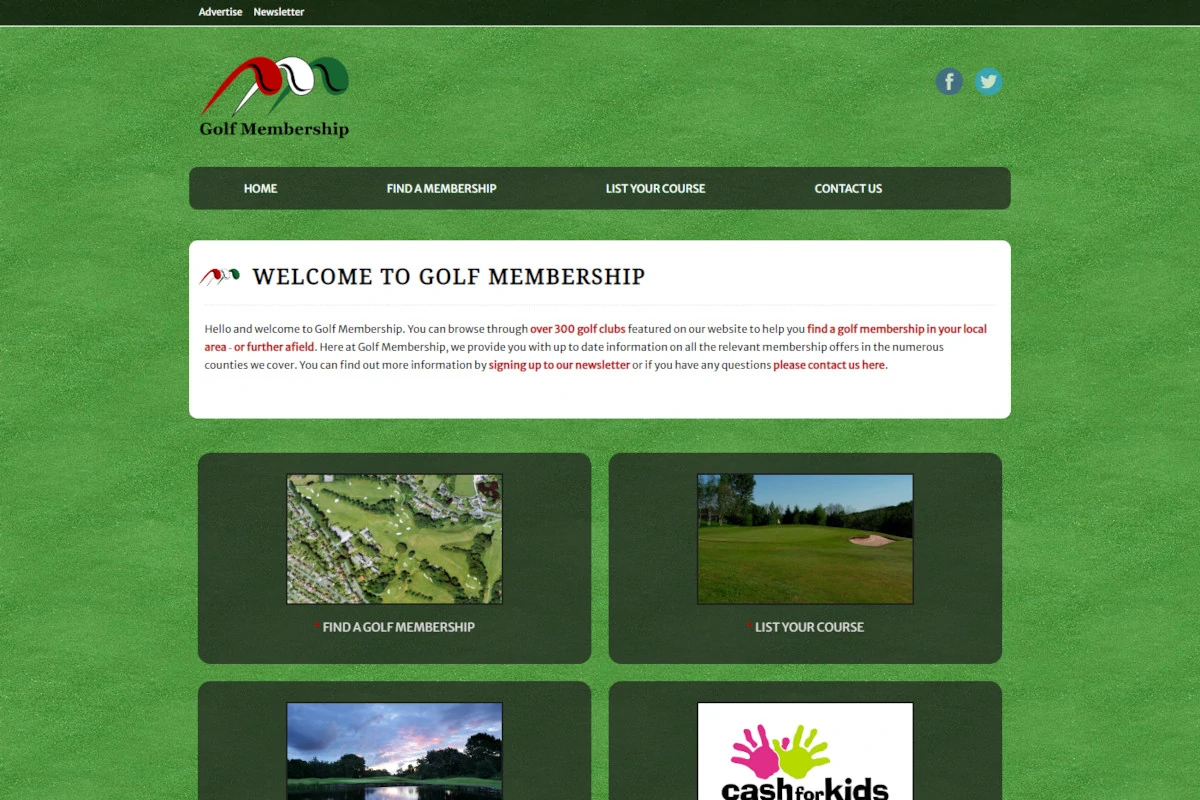 Advertise Newsletter
Golf Membership
HOME FIND A MEMBERSHIP LIST YOUR COURSE CONTACT US
WELCOME TO GOLF MEMBERSHIP
Hello and welcome to Golf Membership. You can browse through over 300 golf clubs featured on our website to help you find a golf membership in your local
area - or further afield. Here at Golf Membership, we provide you with up to date information on all the relevant membership offers in the numerous
counties we cover. You can find out more information by signing up to our newsletter or if you have any questions please contact us here.
* FIND A GOLF MEMBERSHIP
* LIST YOUR COURSE
cashforkids